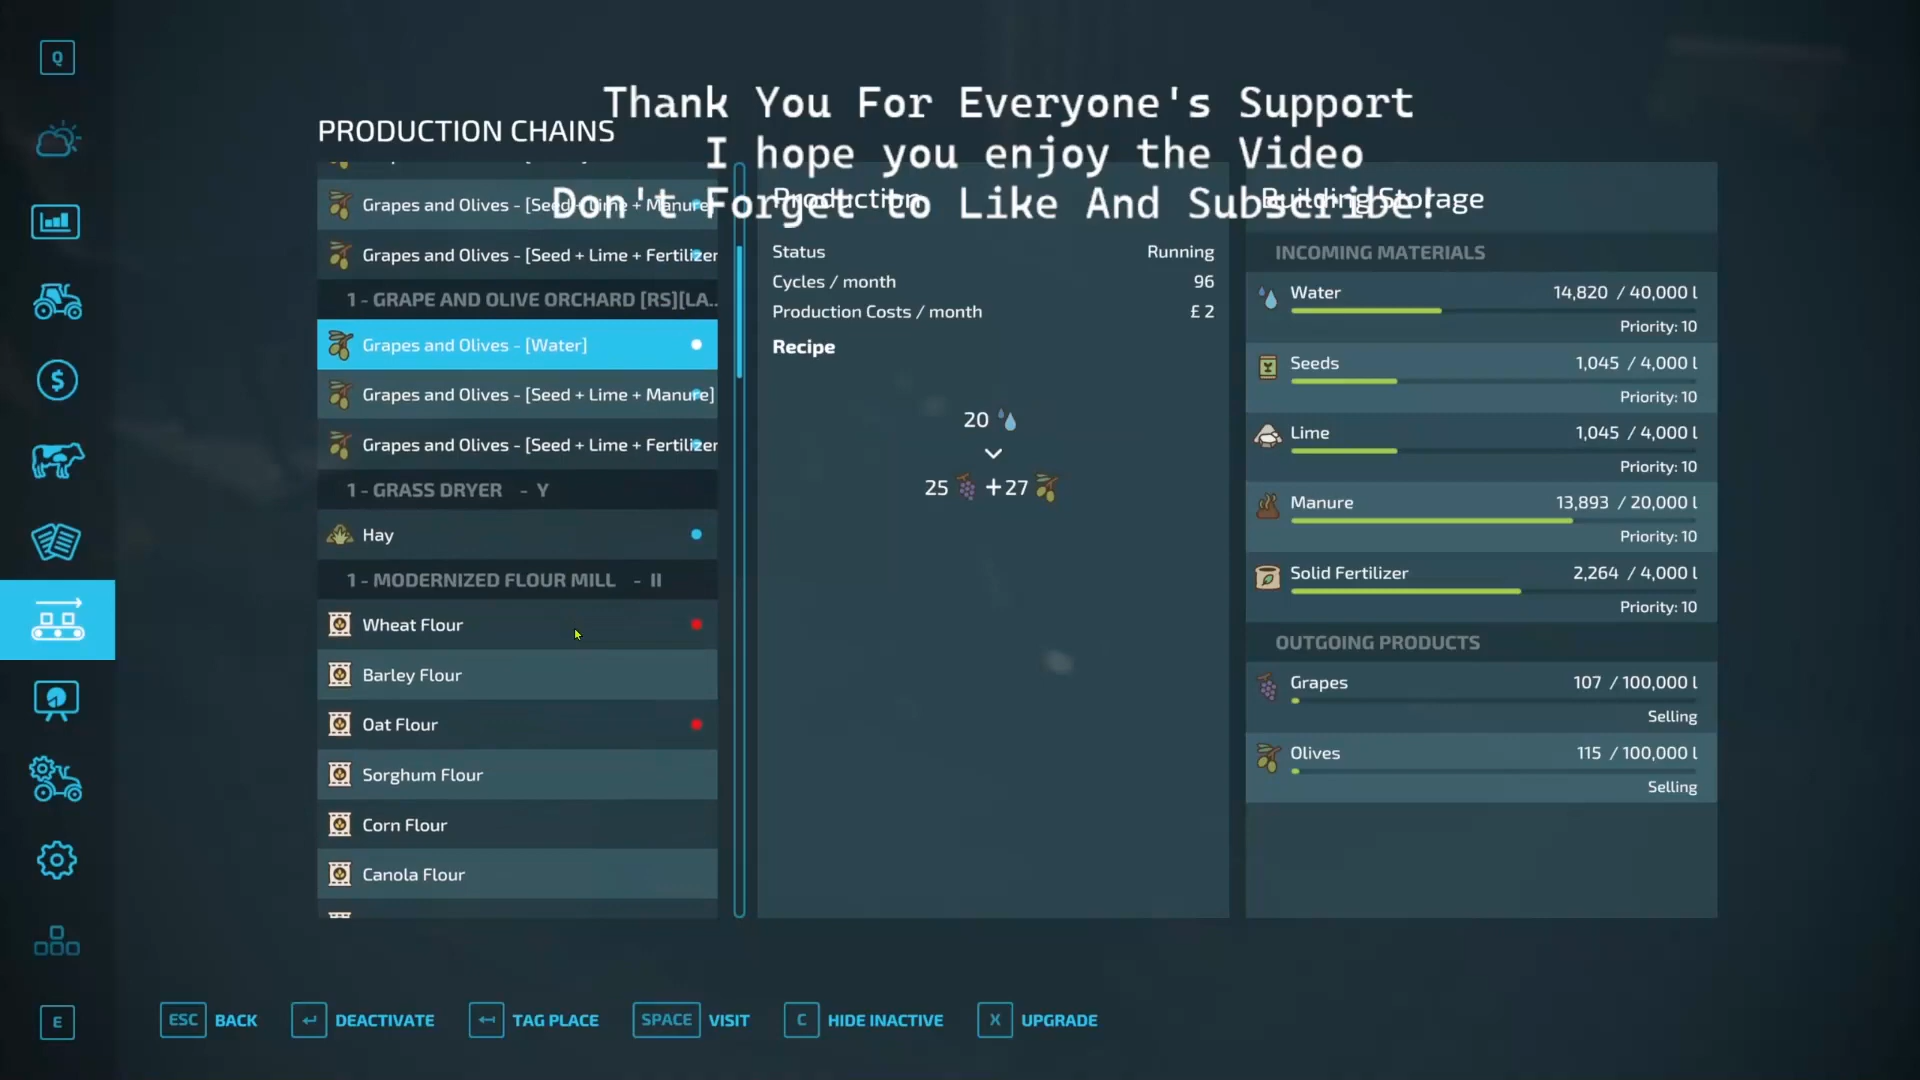 Q
Thank You For Everyone's Support
I hope you enjoy the Video
Don't Forget to Like And Subscribe!
PRODUCTION CHAINS
Grapes and Olives - [Seed + Lime + Manure]
Grapes and Olives - [Seed + Lime + Fertilizer
1 - GRAPE AND OLIVE ORCHARD [RS][LA...
Grapes and Olives - [Water]
Grapes and Olives - [Seed + Lime + Manure]
Grapes and Olives - [Seed + Lime + Fertilizer
1 - GRASS DRYER - Y
Hay
1 - MODERNIZED FLOUR MILL - II
Wheat Flour
Barley Flour
Oat Flour
Sorghum Flour
Corn Flour
Canola Flour
Production
Status Running
Cycles / month 96
Production Costs / month £ 2
Recipe
20
25 + 27
Building Storage
INCOMING MATERIALS
Water 14,820 / 40,000 l
Priority: 10
Seeds 1,045 / 4,000 l
Priority: 10
Lime 1,045 / 4,000 l
Priority: 10
Manure 13,893 / 20,000 l
Priority: 10
Solid Fertilizer 2,264 / 4,000 l
Priority: 10
OUTGOING PRODUCTS
Grapes 107 / 100,000 l
Selling
Olives 115 / 100,000 l
Selling
E
ESC BACK DEACTIVATE TAG PLACE SPACE VISIT C HIDE INACTIVE X UPGRADE